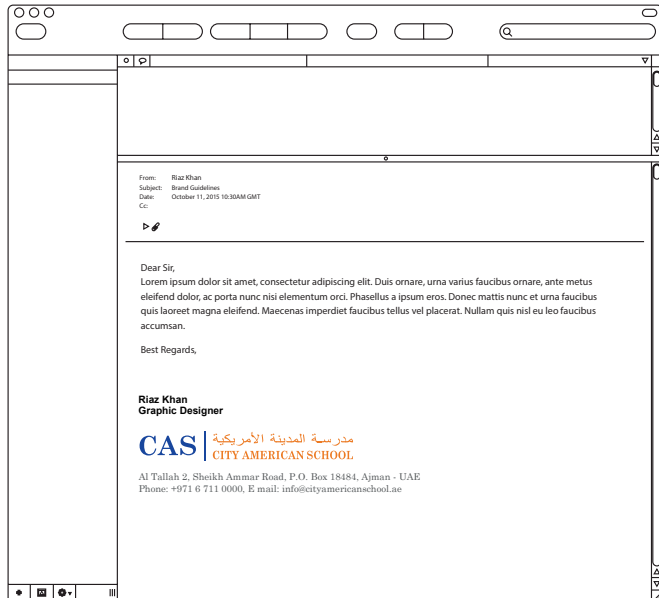 From: Riaz Khan
Subject: Brand Guidelines
Date: October 11, 2015 10:30AM GMT
Cc:
Dear Sir,
Lorem ipsum dolor sit amet, consectetur adipiscing elit. Duis ornare, urna varius faucibus ornare, ante metus
eleifend dolor, ac porta nunc nisi elementum orci. Phasellus a ipsum eros. Donec mattis nunc et urna faucibus
quis laoreet magna eleifend. Maecenas imperdiet faucibus tellus vel placerat. Nullam quis nisl eu leo faucibus
accumsan.
Best Regards,
Riaz Khan
Graphic Designer
CAS
مدرسة المدينة الأمريكية
CITY AMERICAN SCHOOL
Al Tallah 2, Sheikh Ammar Road, P.O. Box 18484, Ajman - UAE
Phone: +971 6 711 0000, E mail: info@cityamericanschool.ae